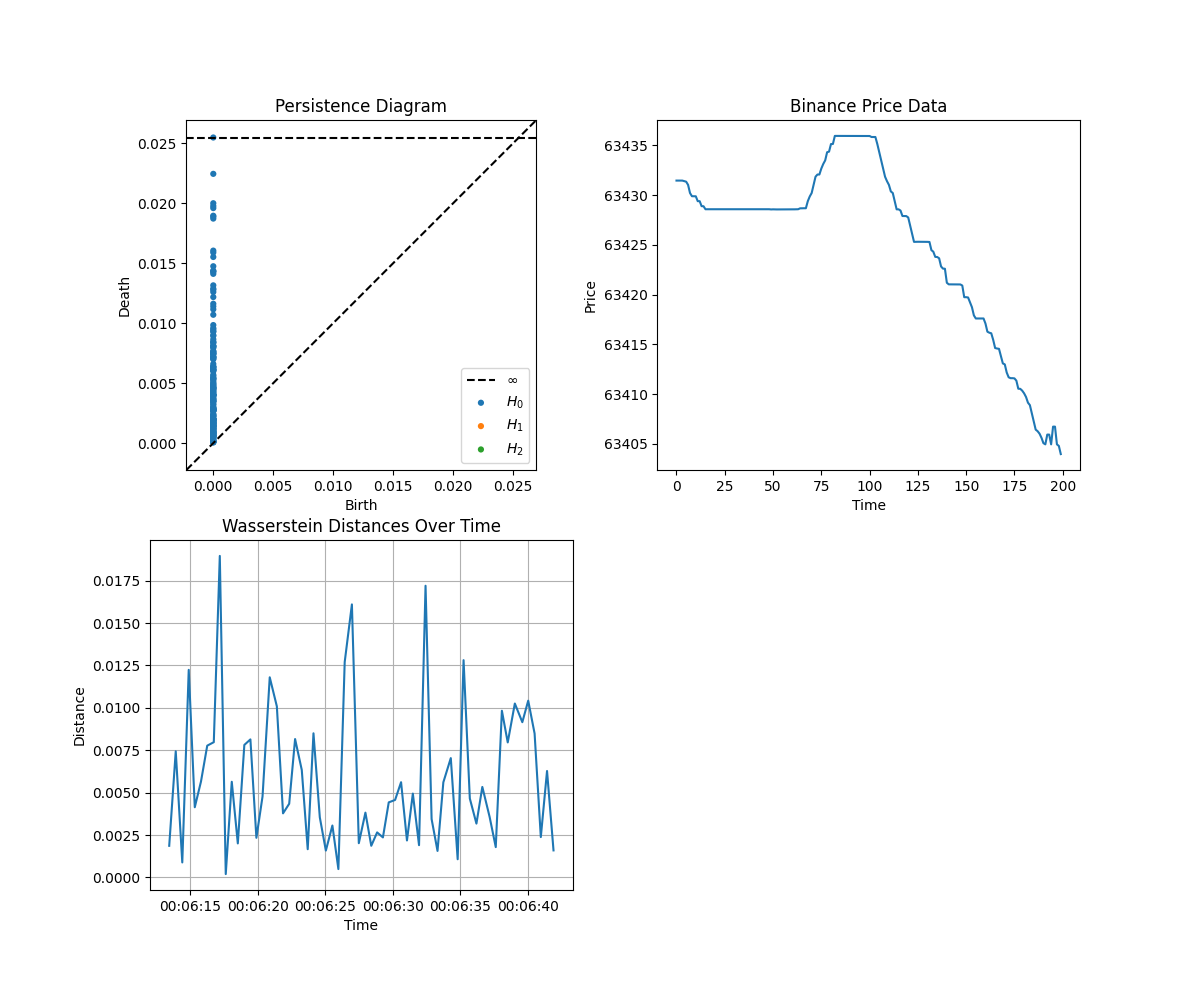 Persistence Diagram
Death
0.025
0.020
0.015
0.010
0.005
0.000
0.000 0.005 0.010 0.015 0.020 0.025
Birth
∞
H0
H1
H2
Binance Price Data
Price
63435
63430
63425
63420
63415
63410
63405
0 25 50 75 100 125 150 175 200
Time
Wasserstein Distances Over Time
Distance
0.0175
0.0150
0.0125
0.0100
0.0075
0.0050
0.0025
0.0000
00:06:15 00:06:20 00:06:25 00:06:30 00:06:35 00:06:40
Time